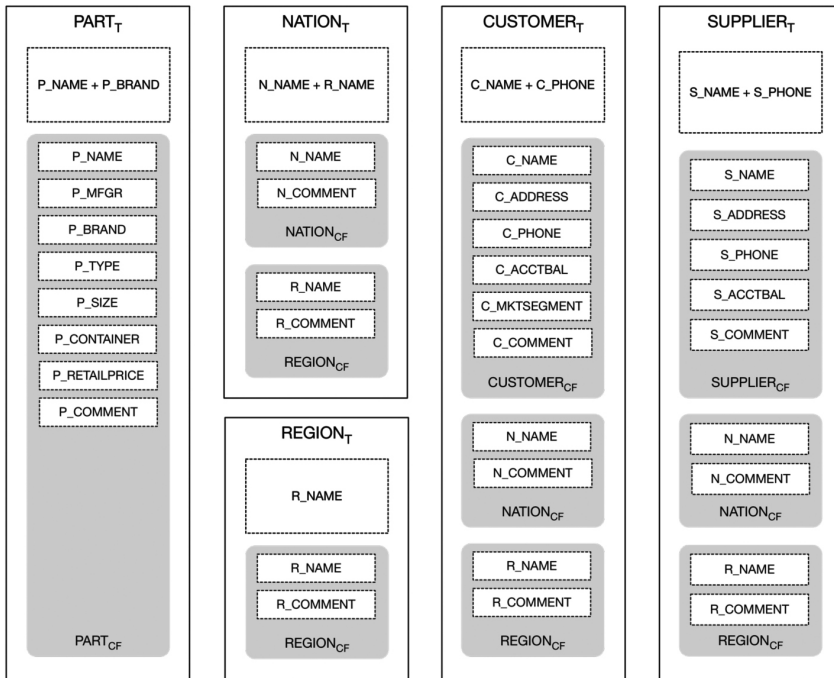 PART_T
P_NAME + P_BRAND
P_NAME
P_MFGR
P_BRAND
P_TYPE
P_SIZE
P_CONTAINER
P_RETAILPRICE
P_COMMENT
PART_CF
NATION_T
N_NAME + R_NAME
N_NAME
N_COMMENT
NATION_CF
R_NAME
R_COMMENT
REGION_CF
REGION_T
R_NAME
R_NAME
R_COMMENT
REGION_CF
CUSTOMER_T
C_NAME + C_PHONE
C_NAME
C_ADDRESS
C_PHONE
C_ACCTBAL
C_MKTSEGMENT
C_COMMENT
CUSTOMER_CF
N_NAME
N_COMMENT
NATION_CF
R_NAME
R_COMMENT
REGION_CF
SUPPLIER_T
S_NAME + S_PHONE
S_NAME
S_ADDRESS
S_PHONE
S_ACCTBAL
S_COMMENT
SUPPLIER_CF
N_NAME
N_COMMENT
NATION_CF
R_NAME
R_COMMENT
REGION_CF